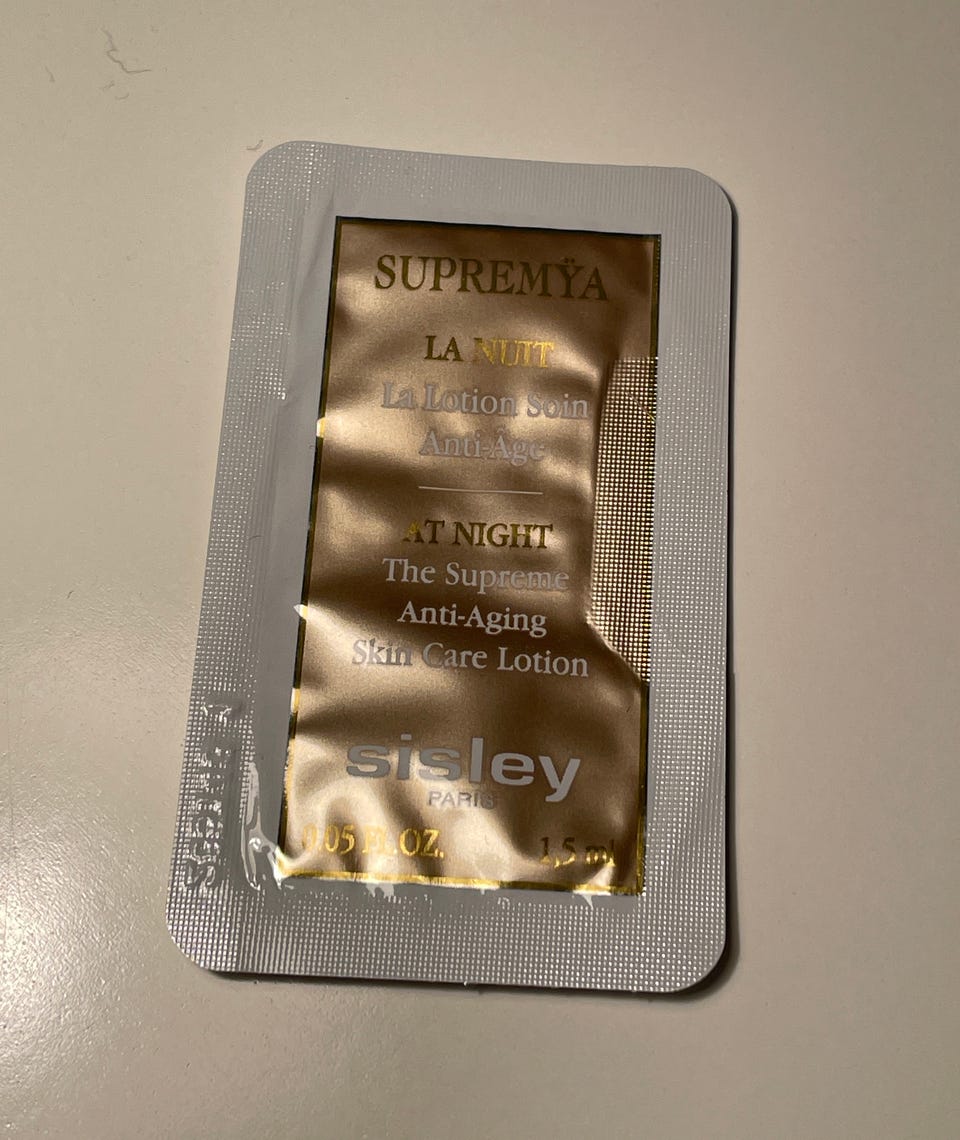 SUPREMŸA
LA NUIT
La Lotion Soin
Anti-Âge
AT NIGHT
The Supreme
Anti-Aging
Skin Care Lotion
sisley
PARIS
0.05 FL. OZ. 1,5 ml